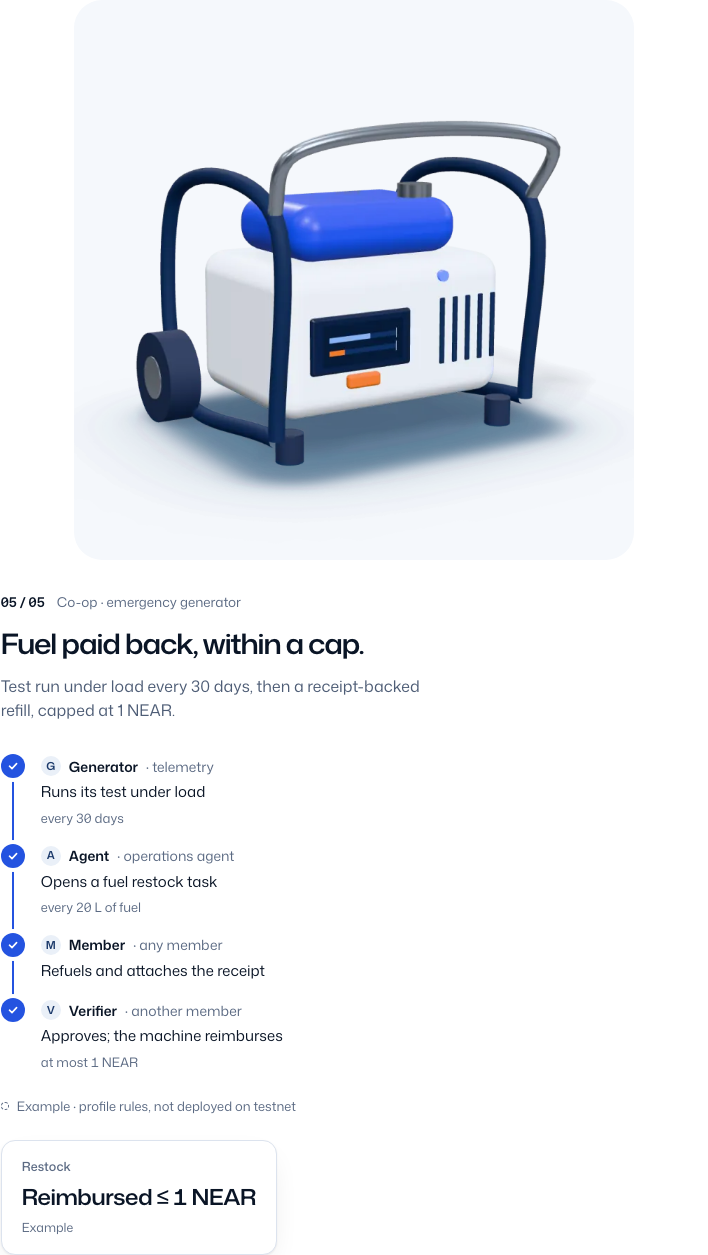 05 / 05 Co-op · emergency generator
Fuel paid back, within a cap.
Test run under load every 30 days, then a receipt-backed
refill, capped at 1 NEAR.
G Generator · telemetry
Runs its test under load
every 30 days
A Agent · operations agent
Opens a fuel restock task
every 20 L of fuel
M Member · any member
Refuels and attaches the receipt
V Verifier · another member
Approves; the machine reimburses
at most 1 NEAR
Example · profile rules, not deployed on testnet
Restock
Reimbursed ≤ 1 NEAR
Example